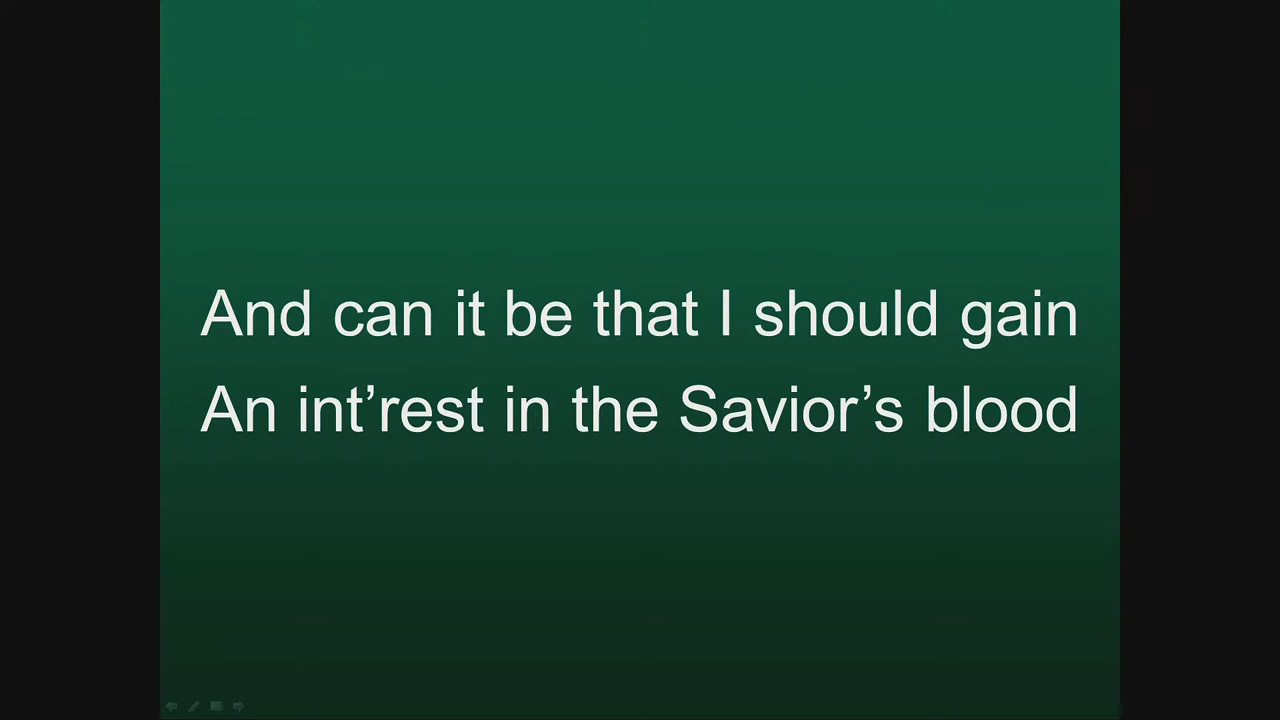 And can it be that I should gain
An int’rest in the Savior’s blood